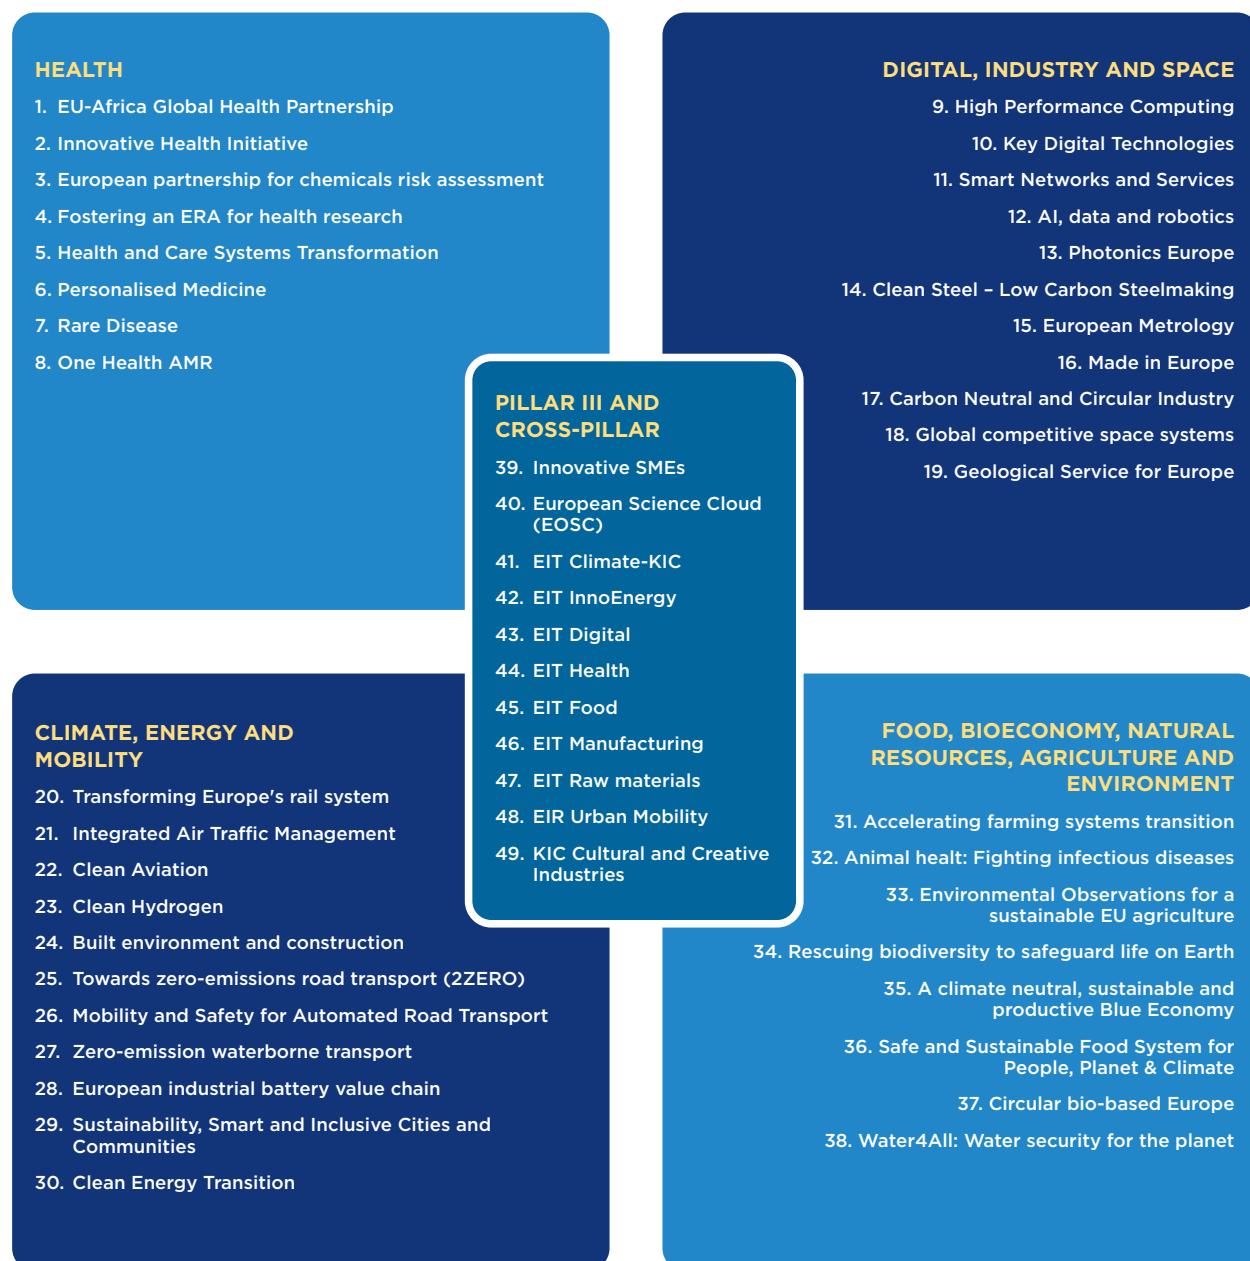 HEALTH
1. EU-Africa Global Health Partnership
2. Innovative Health Initiative
3. European partnership for chemicals risk assessment
4. Fostering an ERA for health research
5. Health and Care Systems Transformation
6. Personalised Medicine
7. Rare Disease
8. One Health AMR
DIGITAL, INDUSTRY AND SPACE
9. High Performance Computing
10. Key Digital Technologies
11. Smart Networks and Services
12. AI, data and robotics
13. Photonics Europe
14. Clean Steel – Low Carbon Steelmaking
15. European Metrology
16. Made in Europe
17. Carbon Neutral and Circular Industry
18. Global competitive space systems
19. Geological Service for Europe
PILLAR III AND
CROSS-PILLAR
39. Innovative SMEs
40. European Science Cloud
(EOSC)
41. EIT Climate-KIC
42. EIT InnoEnergy
43. EIT Digital
44. EIT Health
45. EIT Food
46. EIT Manufacturing
47. EIT Raw materials
48. EIR Urban Mobility
49. KIC Cultural and Creative
Industries
CLIMATE, ENERGY AND
MOBILITY
20. Transforming Europe's rail system
21. Integrated Air Traffic Management
22. Clean Aviation
23. Clean Hydrogen
24. Built environment and construction
25. Towards zero-emissions road transport (2ZERO)
26. Mobility and Safety for Automated Road Transport
27. Zero-emission waterborne transport
28. European industrial battery value chain
29. Sustainability, Smart and Inclusive Cities and
Communities
30. Clean Energy Transition
FOOD, BIOECONOMY, NATURAL
RESOURCES, AGRICULTURE AND
ENVIRONMENT
31. Accelerating farming systems transition
32. Animal healt: Fighting infectious diseases
33. Environmental Observations for a
sustainable EU agriculture
34. Rescuing biodiversity to safeguard life on Earth
35. A climate neutral, sustainable and
productive Blue Economy
36. Safe and Sustainable Food System for
People, Planet & Climate
37. Circular bio-based Europe
38. Water4All: Water security for the planet